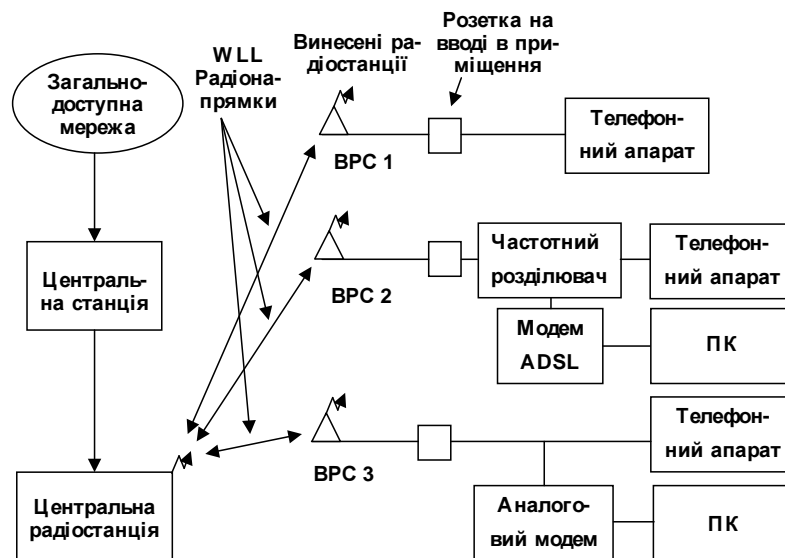 Загально-
доступна
мережа
WLL
Радіона-
прямки
Винесені ра-
діостанції
Розетка на
вводі в при-
міщення
Телефон-
ний апарат
ВРС 1
Централь-
на станція
ВРС 2
Частотний
розділювач
Телефон-
ний апарат
Модем
ADSL
ПК
ВРС 3
Телефон-
ний апарат
Центральна
радіостанція
Аналого-
вий модем
ПК